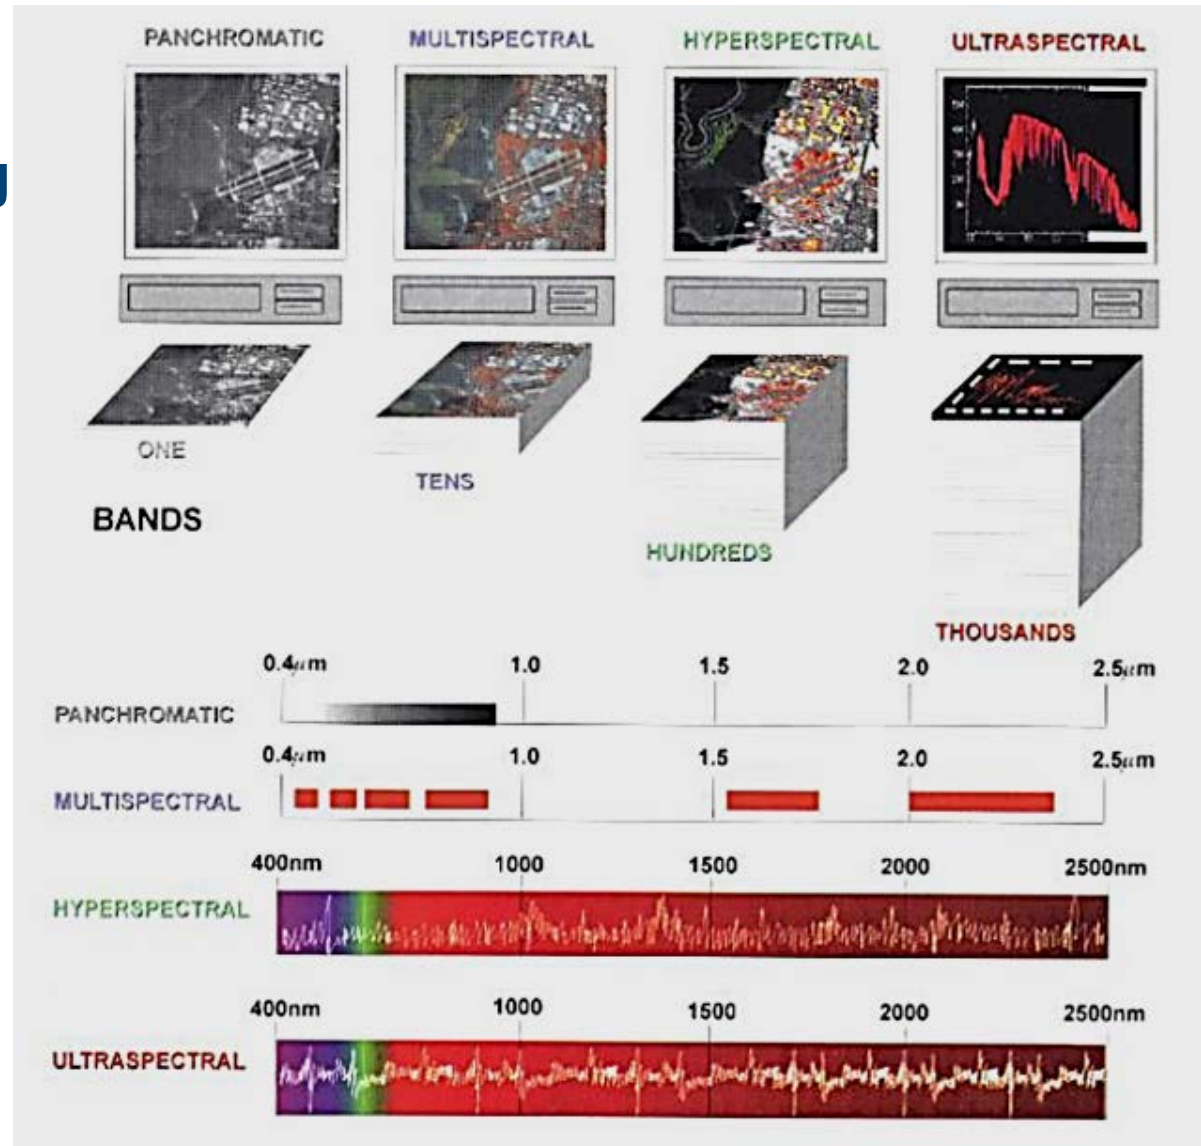 PANCHROMATIC MULTISPECTRAL HYPERSPECTRAL ULTRASPECTRAL
ONE
TENS
BANDS
HUNDREDS
THOUSANDS
0.4μm 1.0 1.5 2.0 2.5μm
PANCHROMATIC
0.4μm 1.0 1.5 2.0 2.5μm
MULTISPECTRAL
400nm 1000 1500 2000 2500nm
HYPERSPECTRAL
400nm 1000 1500 2000 2500nm
ULTRASPECTRAL